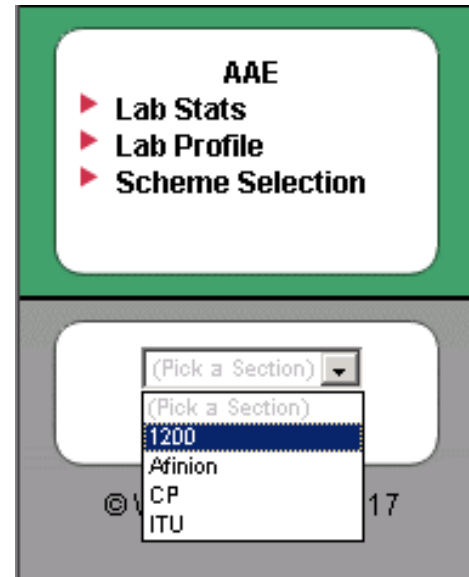 AAE
Lab Stats
Lab Profile
Scheme Selection
(Pick a Section)
(Pick a Section)
1200
Afinion
CP
ITU
© 17